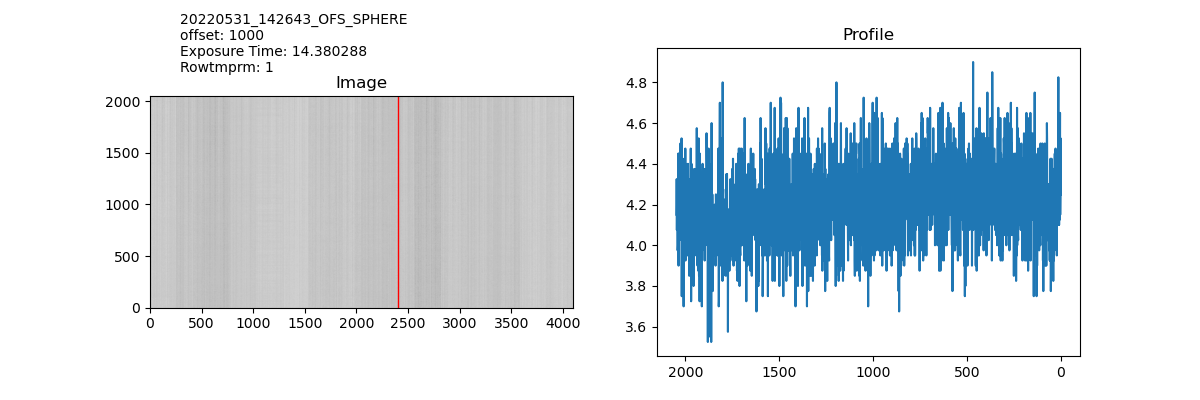 20220531_142643_OFS_SPHERE
offset: 1000
Exposure Time: 14.380288
Rowtmprm: 1
Image
2000
1500
1000
500
0
0 500 1000 1500 2000 2500 3000 3500 4000
Profile
4.8
4.6
4.4
4.2
4.0
3.8
3.6
2000 1500 1000 500 0